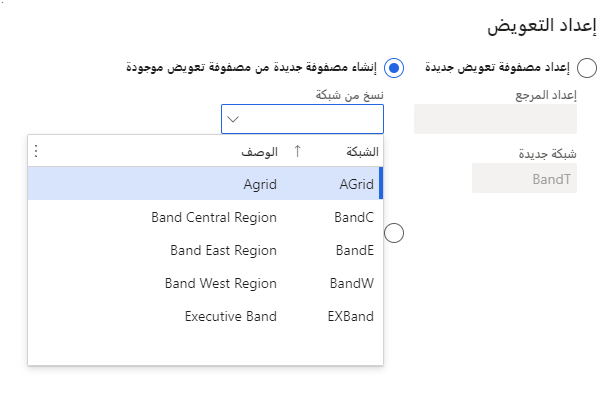 إعداد التعويض
إعداد مصفوفة تعويض جديدة
إعداد المرجع
شبكة جديدة
BandT
إنشاء مصفوفة جديدة من مصفوفة تعويض موجودة
نسخ من شبكة
الشبكة ↑ الوصف
AGrid Agrid
BandC Band Central Region
BandE Band East Region
BandW Band West Region
EXBand Executive Band